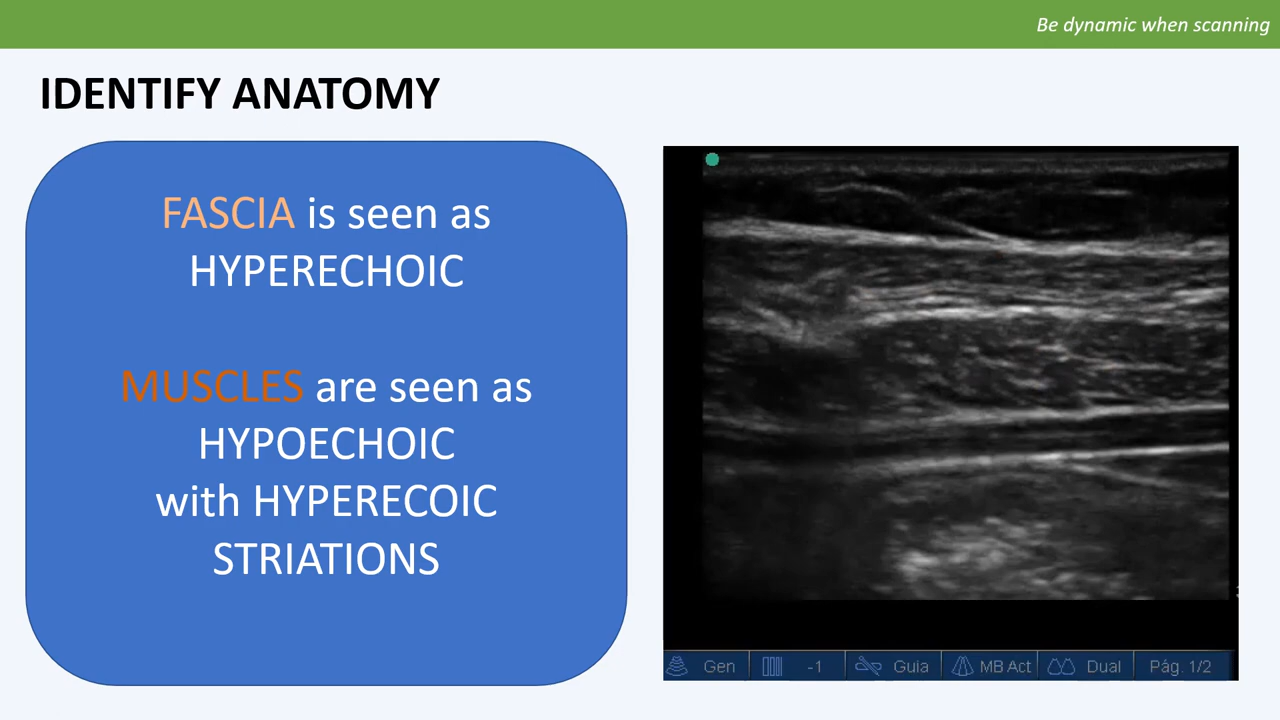 Be dynamic when scanning
IDENTIFY ANATOMY
FASCIA is seen as
HYPERECHOIC
MUSCLES are seen as
HYPOECHOIC
with HYPERECOIC
STRIATIONS
Gen -1 Guia MB Act Dual Pág. 1/2